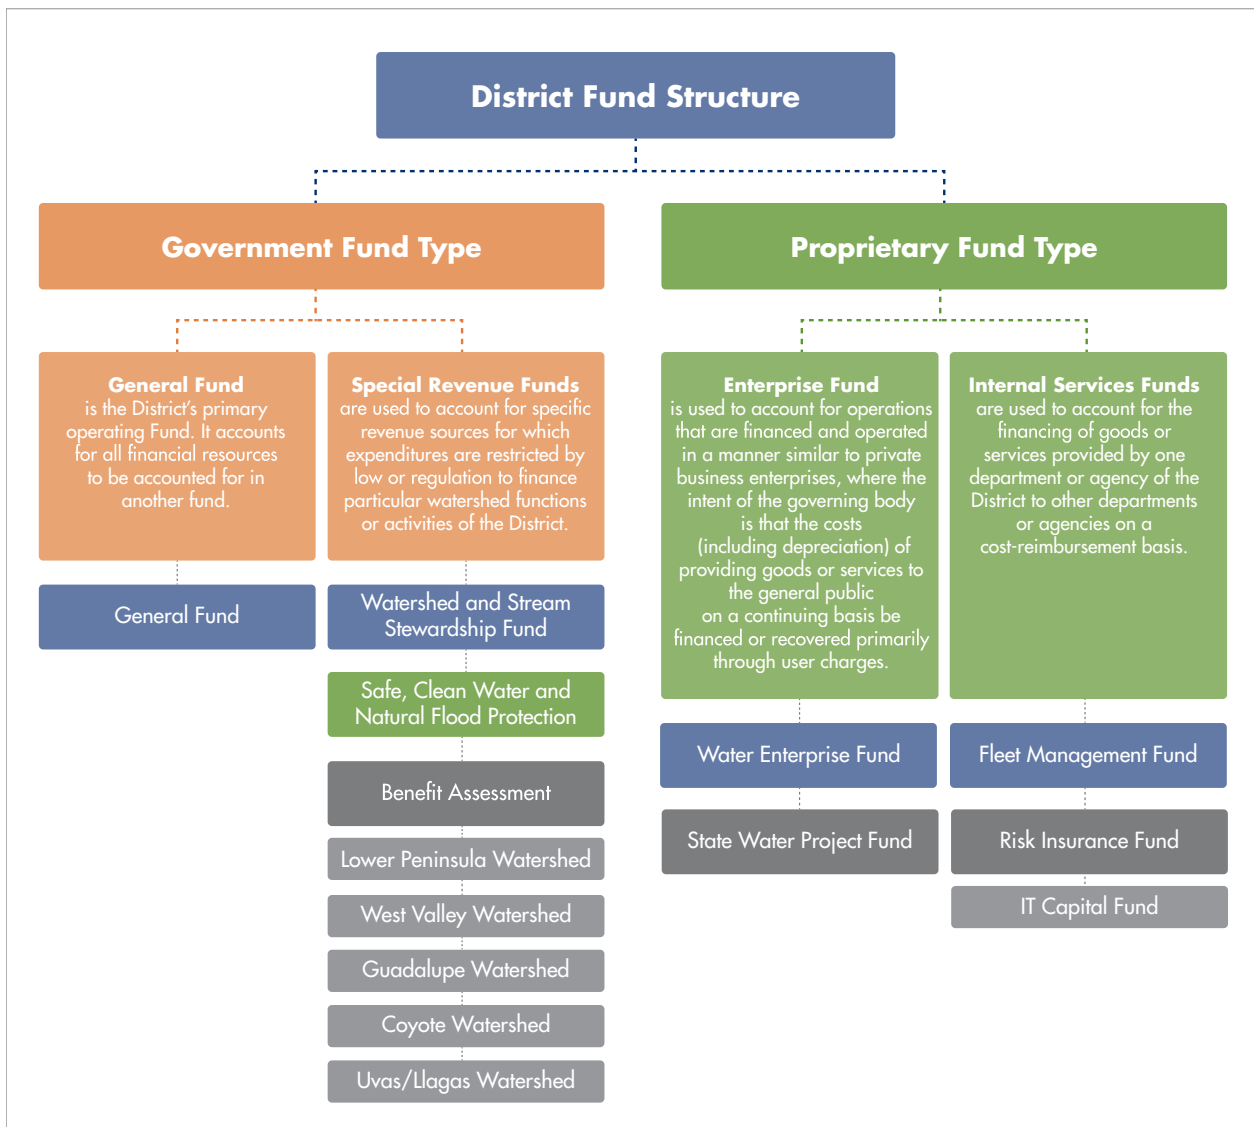 District Fund Structure
Government Fund Type
General Fund
is the District's primary
operating Fund. It accounts
for all financial resources
to be accounted for in
another fund.
General Fund
Special Revenue Funds
are used to account for specific
revenue sources for which
expenditures are restricted by
low or regulation to finance
particular watershed functions
or activities of the District.
Watershed and Stream
Stewardship Fund
Safe, Clean Water and
Natural Flood Protection
Benefit Assessment
Lower Peninsula Watershed
West Valley Watershed
Guadalupe Watershed
Coyote Watershed
Uvas/Llagas Watershed
Proprietary Fund Type
Enterprise Fund
is used to account for operations
that are financed and operated
in a manner similar to private
business enterprises, where the
intent of the governing body
is that the costs
(including depreciation) of
providing goods or services to
the general public
on a continuing basis be
financed or recovered primarily
through user charges.
Water Enterprise Fund
State Water Project Fund
Internal Services Funds
are used to account for the
financing of goods or
services provided by one
department or agency of the
District to other departments
or agencies on a
cost-reimbursement basis.
Fleet Management Fund
Risk Insurance Fund
IT Capital Fund